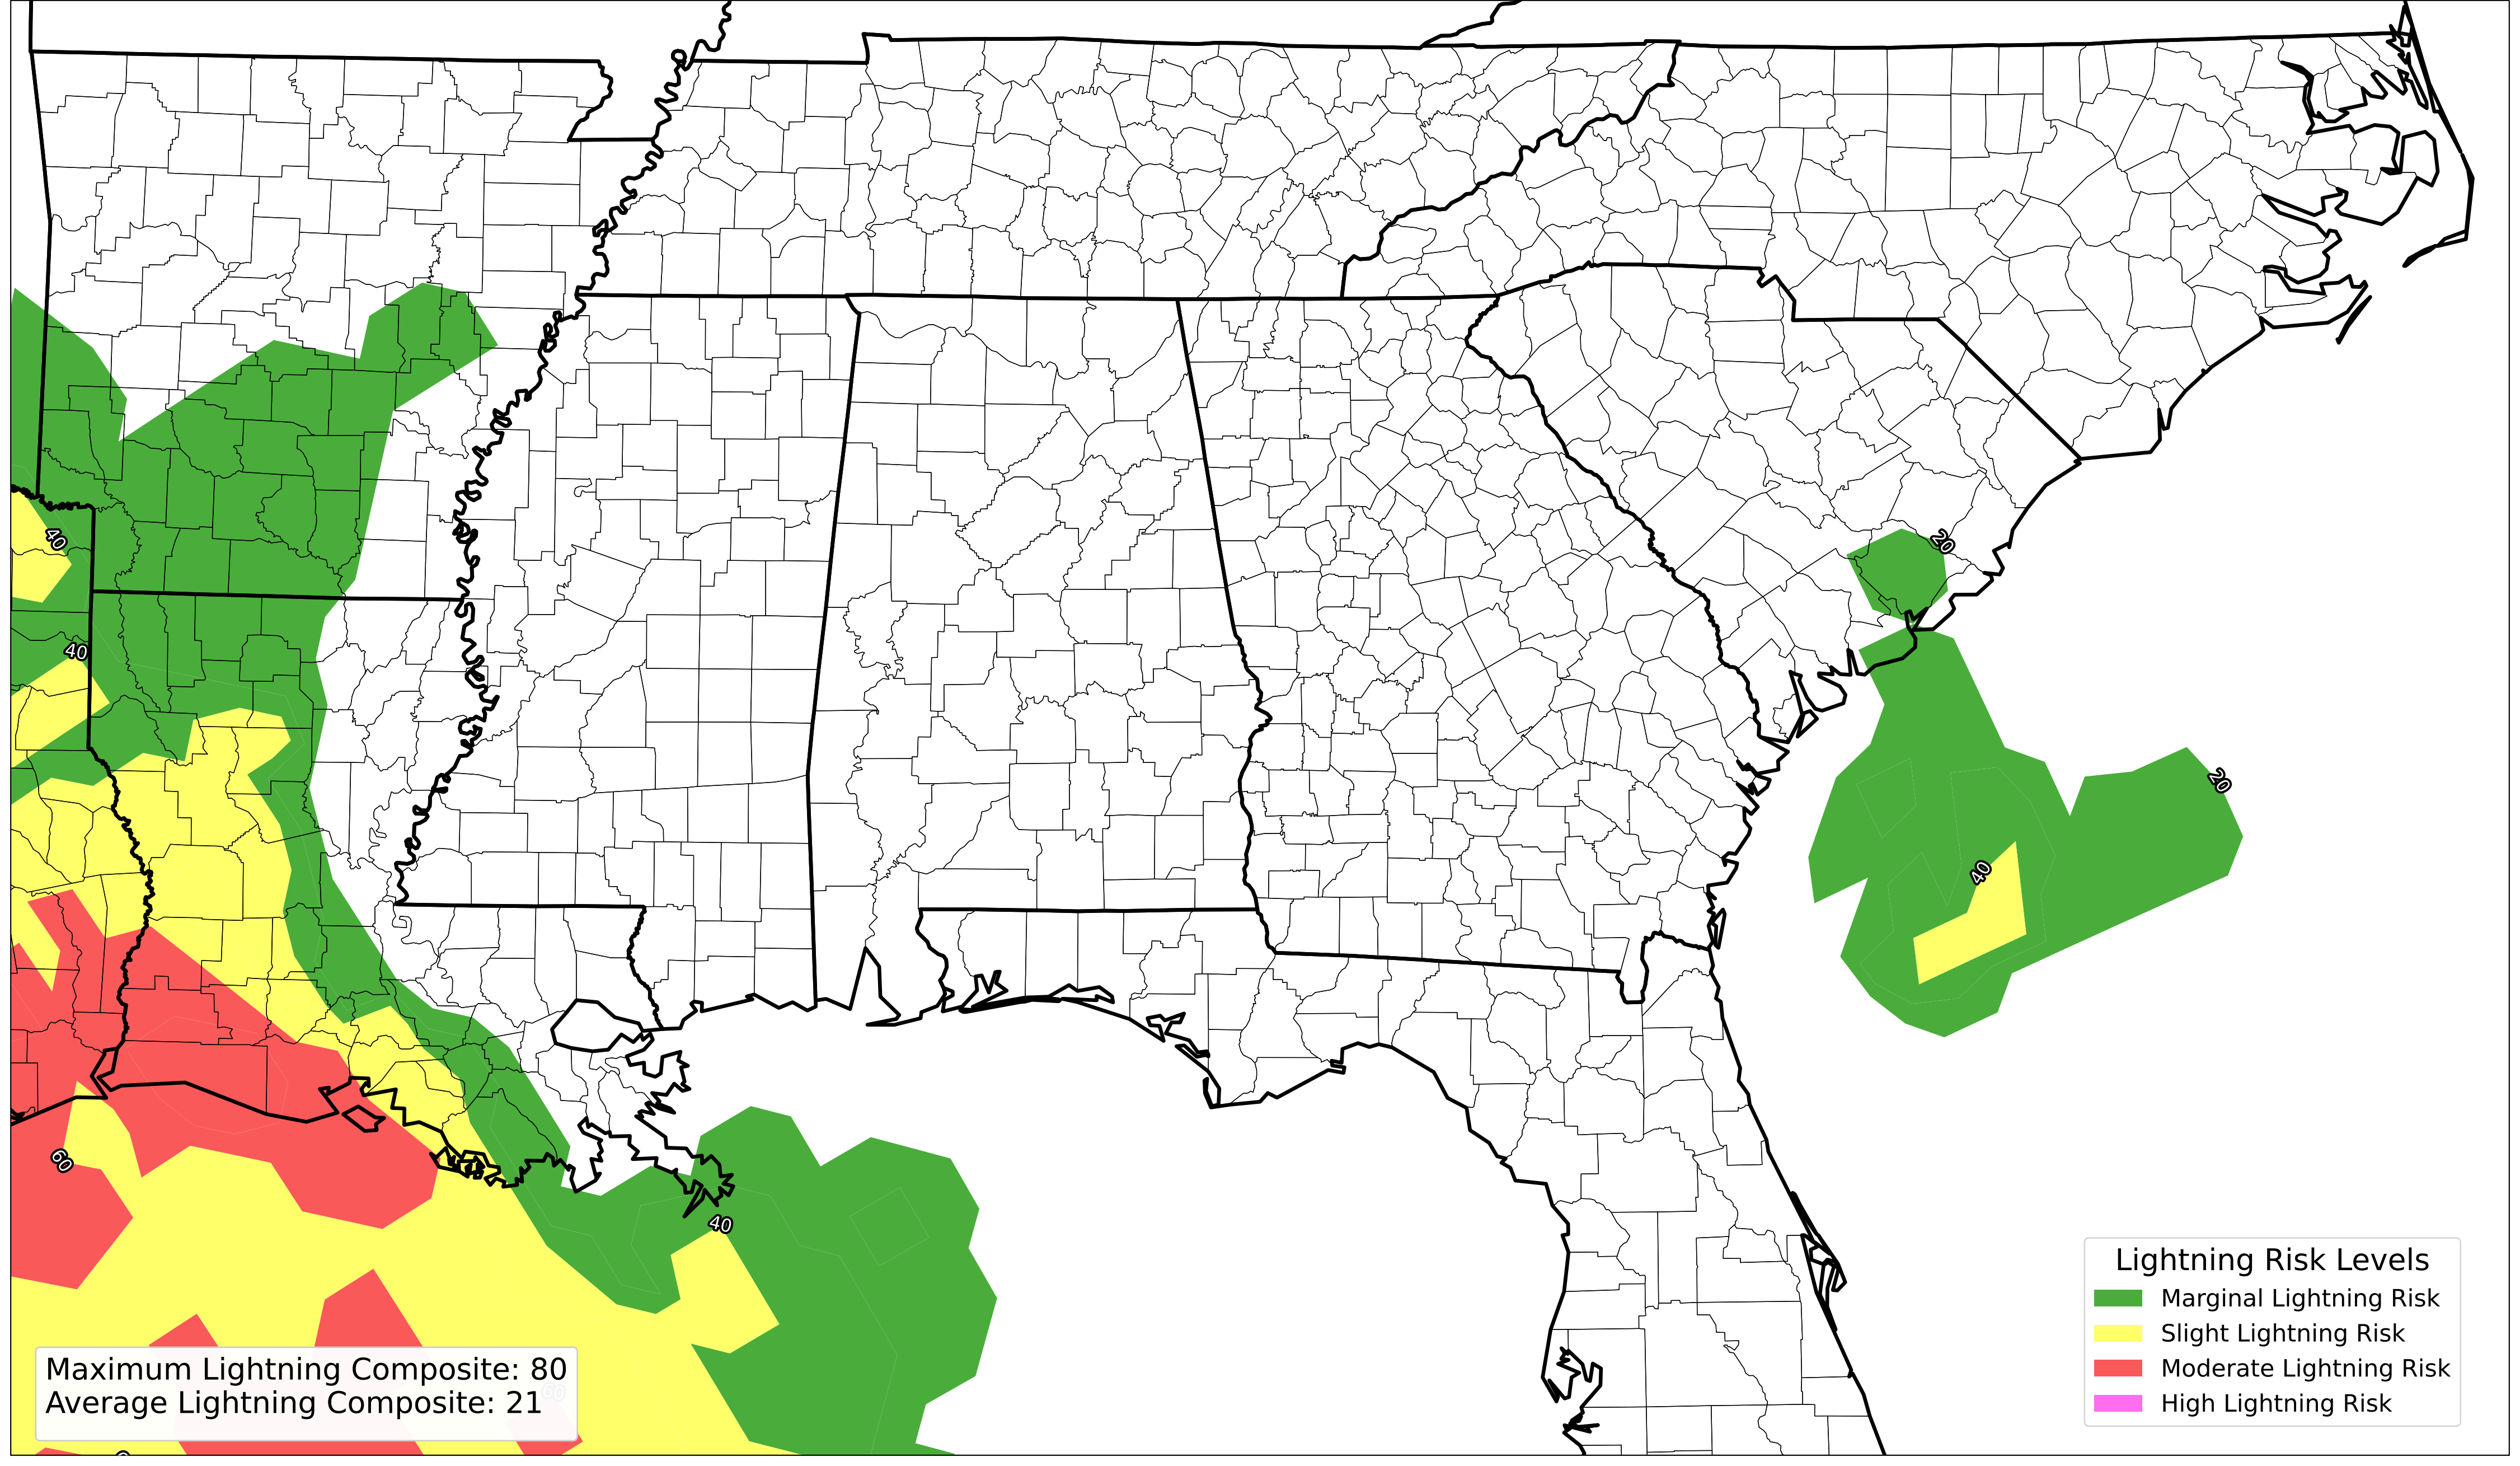 40
20
40
20
40
60
40
Lightning Risk Levels
Marginal Lightning Risk
Slight Lightning Risk
Moderate Lightning Risk
High Lightning Risk
Maximum Lightning Composite: 80
Average Lightning Composite: 21